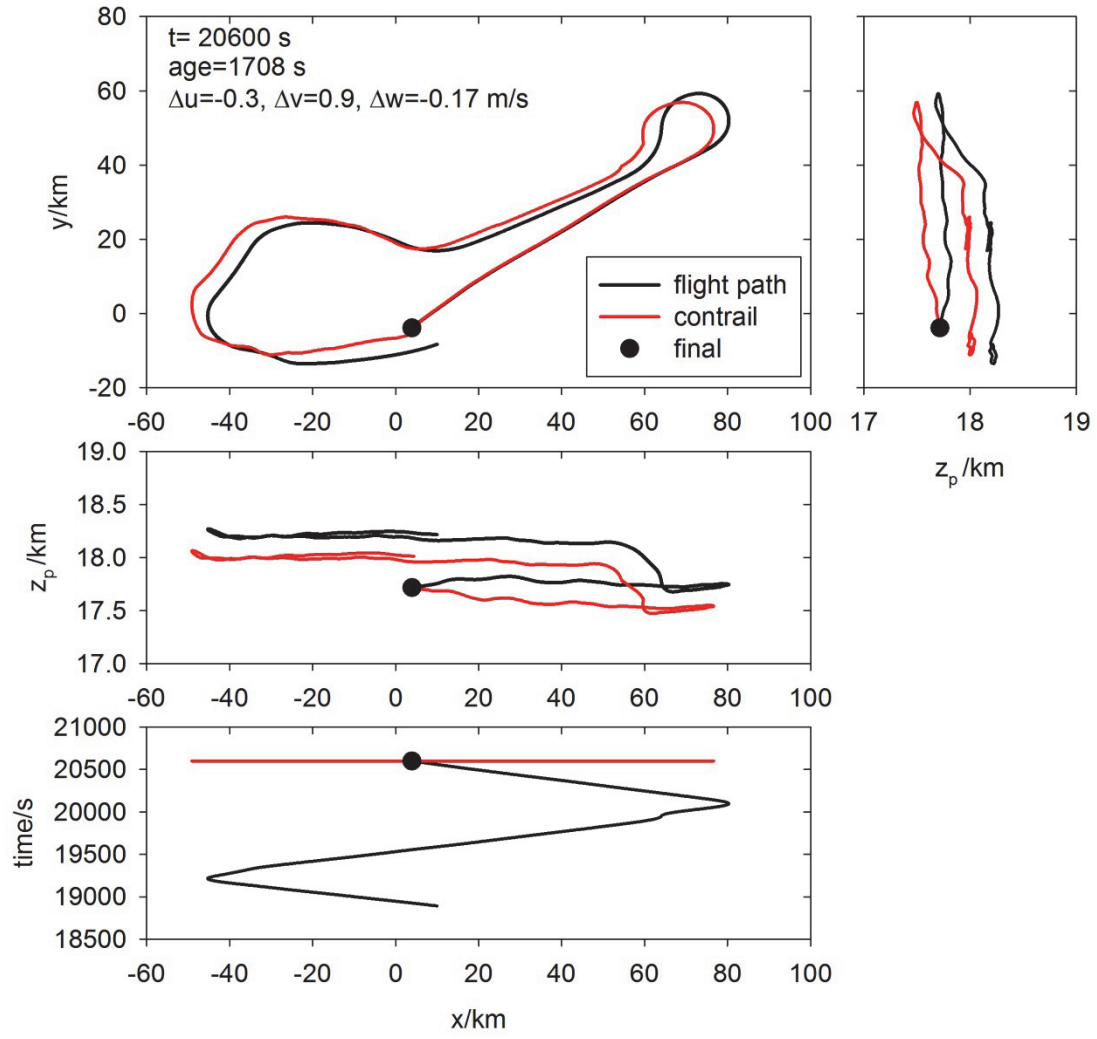 80
60
40
20
0
-20
y/km
t= 20600 s
age=1708 s
Δu=-0.3, Δv=0.9, Δw=-0.17 m/s
flight path
contrail
final
-60 -40 -20 0 20 40 60 80 100
17 18 19
z_p /km
19.0
18.5
18.0
17.5
17.0
z_p /km
-60 -40 -20 0 20 40 60 80 100
21000
20500
20000
19500
19000
18500
time/s
-60 -40 -20 0 20 40 60 80 100
x/km